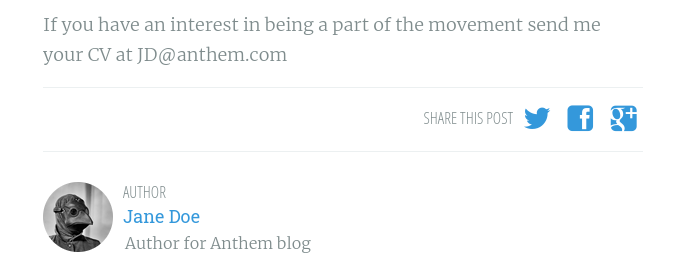 If you have an interest in being a part of the movement send me
your CV at JD@anthem.com
SHARE THIS POST
AUTHOR
Jane Doe
Author for Anthem blog